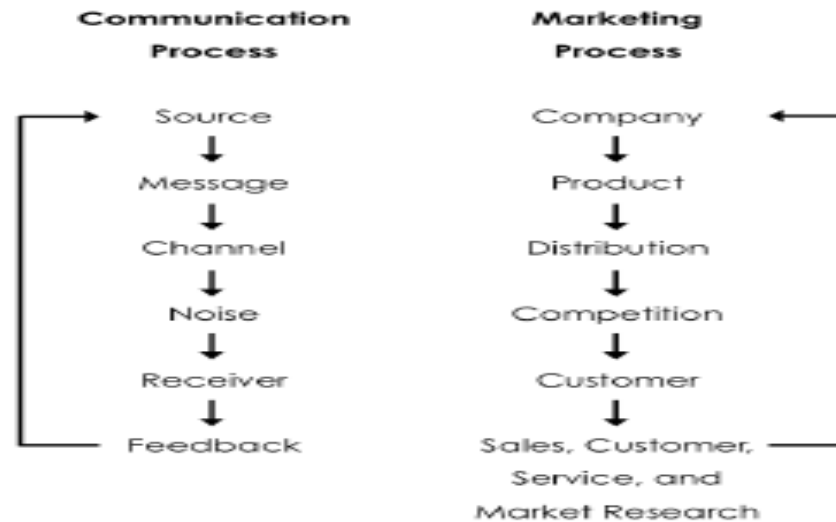 Communication
Process
Source
Message
Channel
Noise
Receiver
Feedback
Marketing
Process
Company
Product
Distribution
Competition
Customer
Sales, Customer,
Service, and
Market Research